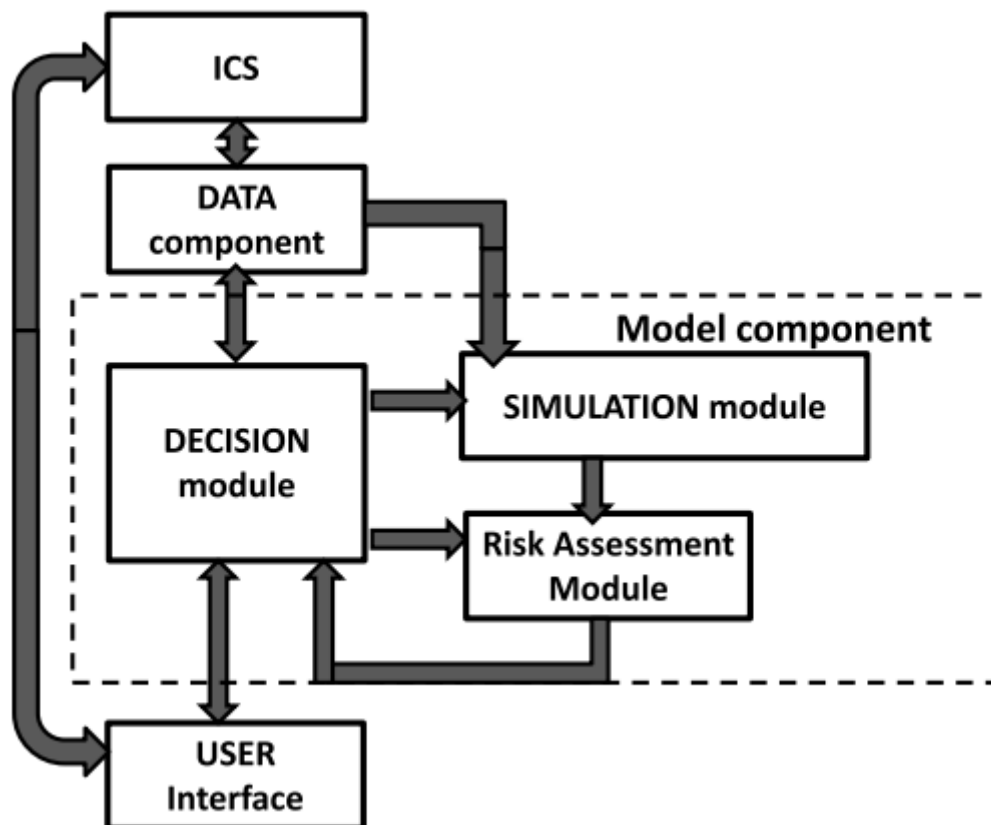 ICS
DATA
component
Model component
SIMULATION module
DECISION
module
Risk Assessment
Module
USER
Interface